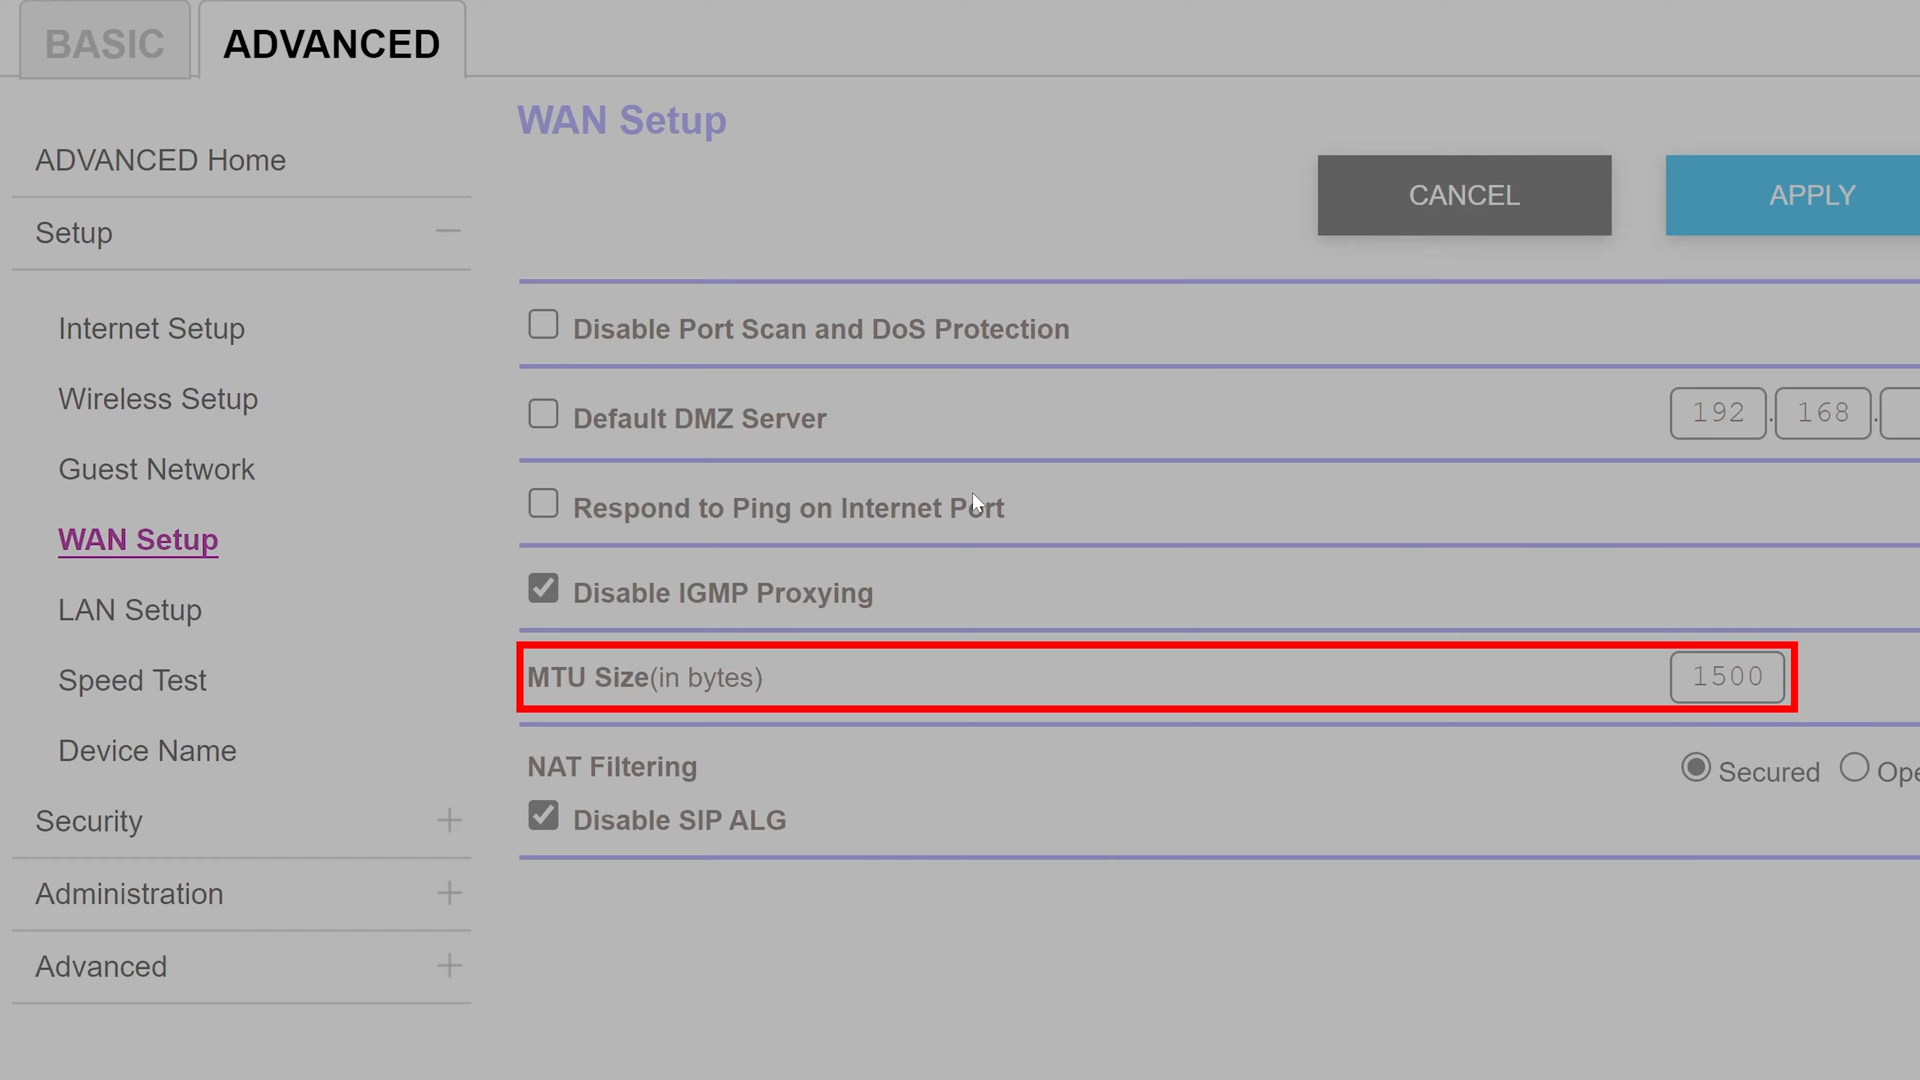 BASIC
ADVANCED
ADVANCED Home
Setup
Internet Setup
Wireless Setup
Guest Network
WAN Setup
LAN Setup
Speed Test
Device Name
Security
Administration
Advanced
WAN Setup
CANCEL
APPLY
Disable Port Scan and DoS Protection
Default DMZ Server 192 . 168 .
Respond to Ping on Internet Port
Disable IGMP Proxying
MTU Size(in bytes) 1500
NAT Filtering Secured
Disable SIP ALG